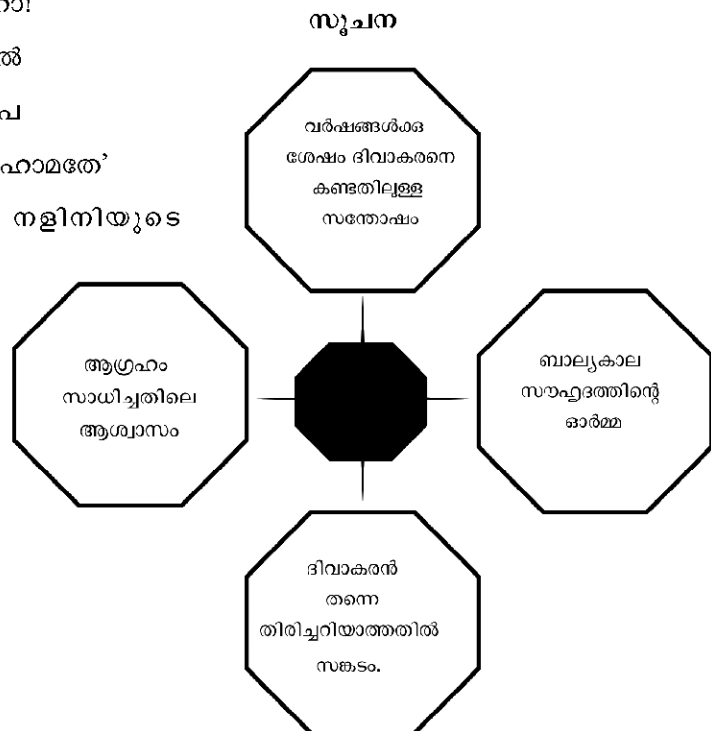 സൂചന
ൽ
പ
ഹാമതേ’
നളിനിയുടെ
വർഷങ്ങൾക്കു
ശേഷം ദിവാകരനെ
കണ്ടതിലുള്ള
സന്തോഷം
ആഗ്രഹം
സാധിച്ചതിലെ
ആശ്വാസം
ബാല്യകാല
സൗഹൃദത്തിന്റെ
ഓർമ്മ
ദിവാകരൻ
തന്നെ
തിരിച്ചറിയാത്തതിൽ
സങ്കടം.